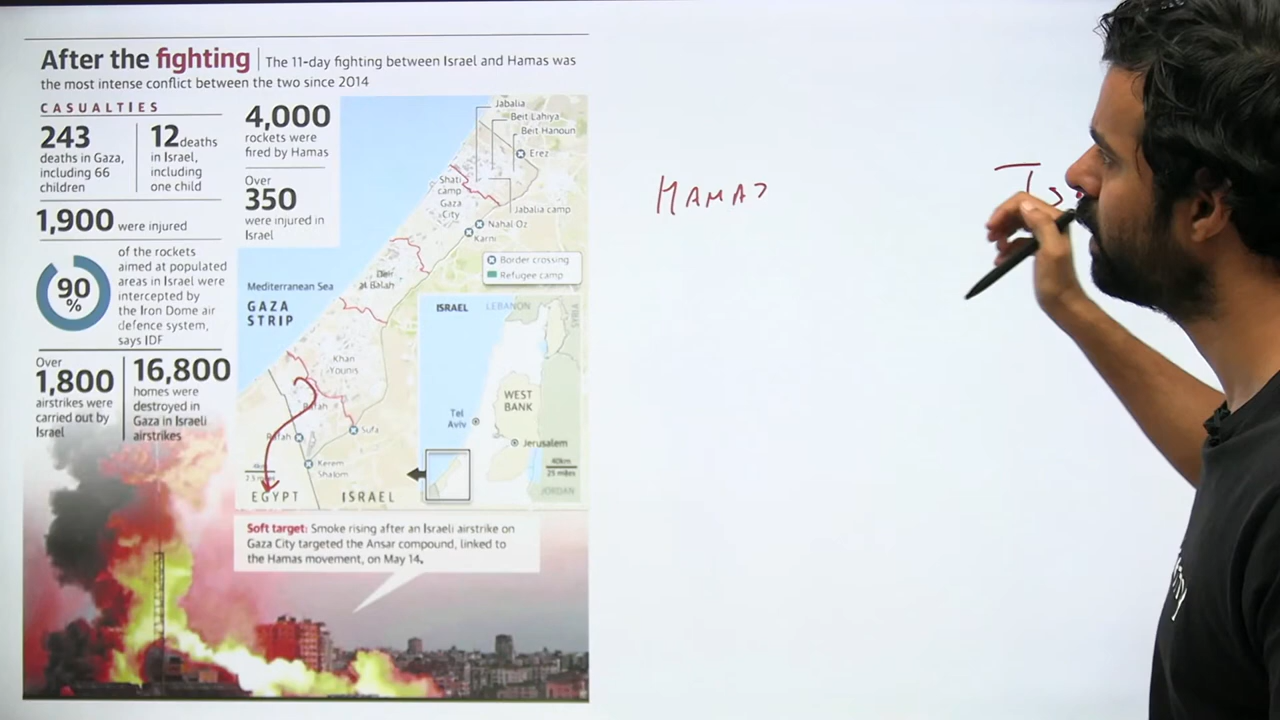 After the fighting | The 11-day fighting between Israel and Hamas was
the most intense conflict between the two since 2014
CASUALTIES
243
deaths in Gaza,
including 66
children
12 deaths
in Israel,
including
one child
1,900 were injured
90
%
of the rockets
aimed at populated
areas in Israel were
intercepted by
the Iron Dome air
defence system,
says IDF
Over
1,800
airstrikes were
carried out by
Israel
16,800
homes were
destroyed in
Gaza in Israeli
airstrikes
4,000
rockets were
fired by Hamas
Over
350
were injured in
Israel
Jabalia
Beit Lahiya
Beit Hanoun
Erez
Shati
camp
Gaza
City
Jabalia camp
Nahal Oz
Karni
Border crossing
Refugee camp
Mediterranean Sea
GAZA
STRIP
Deir
at Balah
Khan
Younis
Rafah
Rafah
Sufa
Kerem
Shalom
4km
EGYPT
ISRAEL
ISRAEL
LEBANON
SYRIA
WEST
BANK
Tel
Aviv
Jerusalem
40km
25 miles
JORDAN
Soft target: Smoke rising after an Israeli airstrike on
Gaza City targeted the Ansar compound, linked to
the Hamas movement, on May 14.
HAMAS